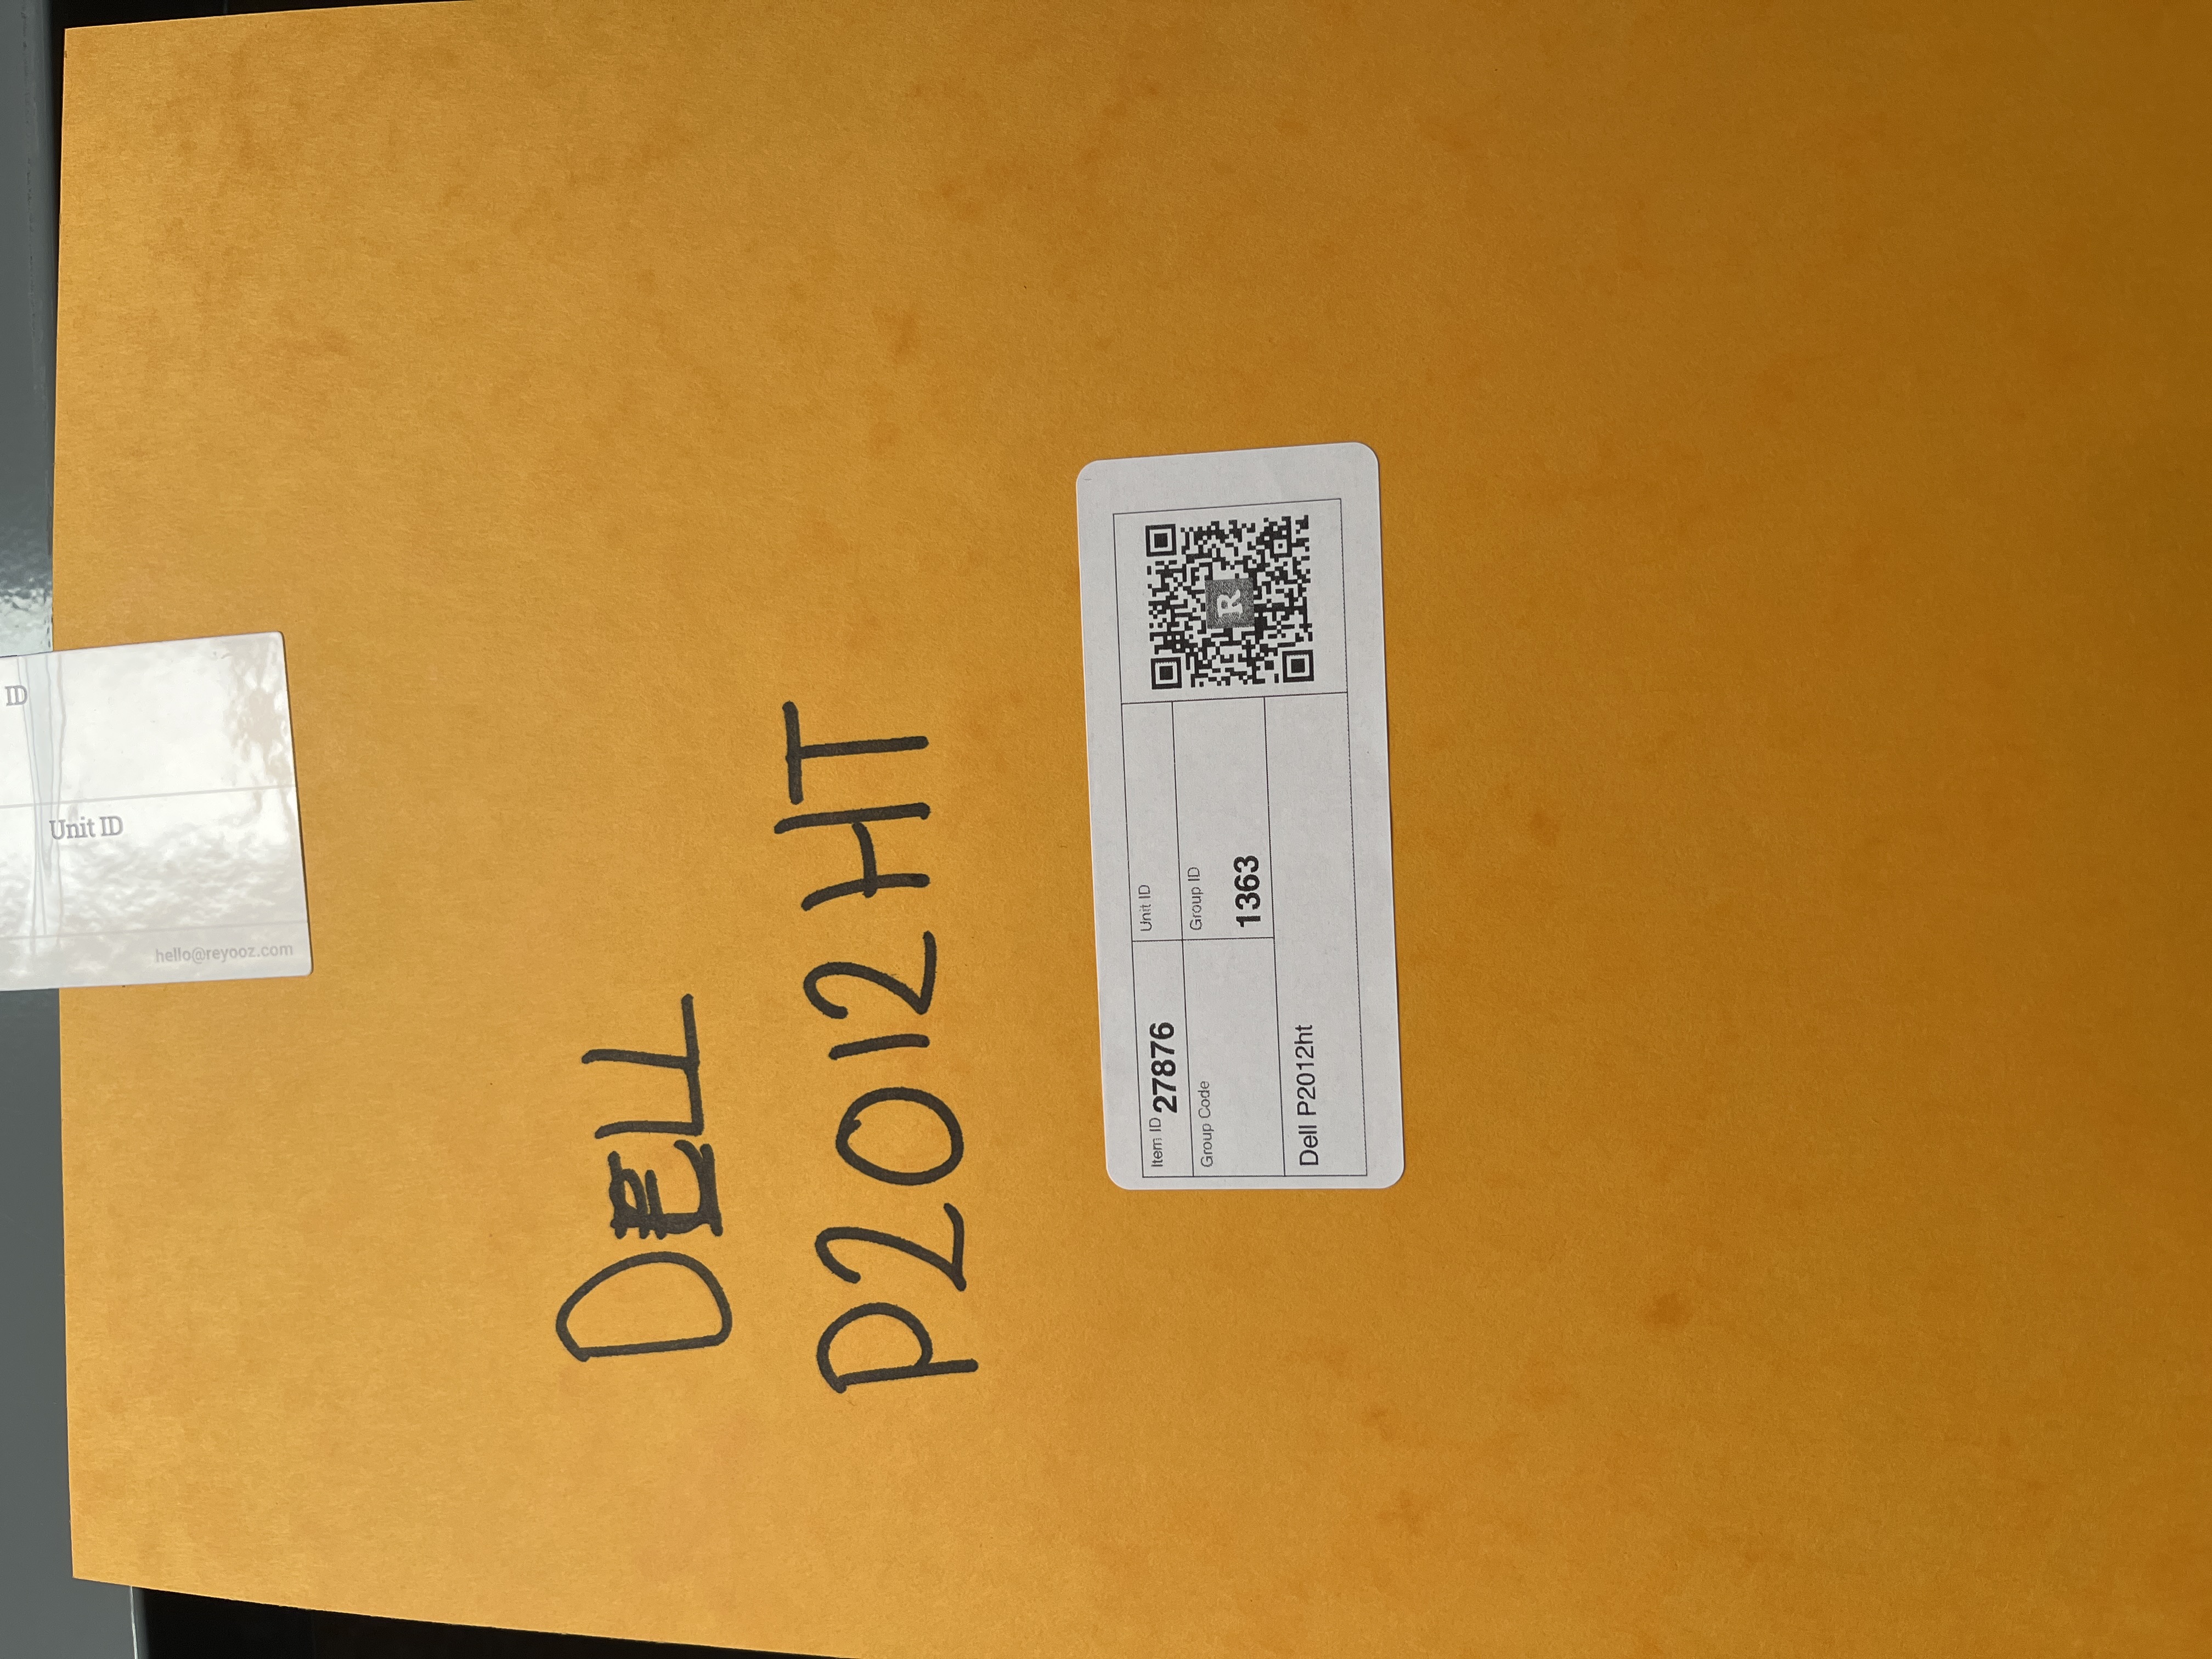 ID
Unit ID
hello@reyooz.com
DELL
P2012HT
Item ID 27876
Unit ID
Group Code
Group ID
1363
Dell P2012ht
R